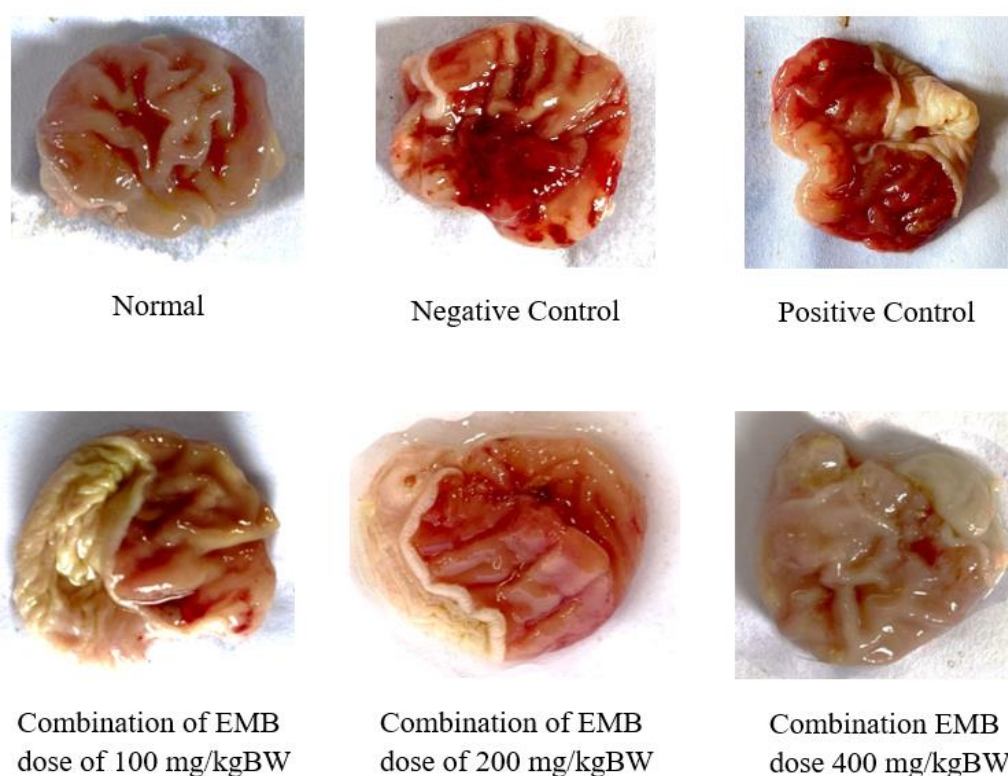 Normal
Negative Control
Positive Control
Combination of EMB
dose of 100 mg/kgBW
Combination of EMB
dose of 200 mg/kgBW
Combination EMB
dose 400 mg/kgBW